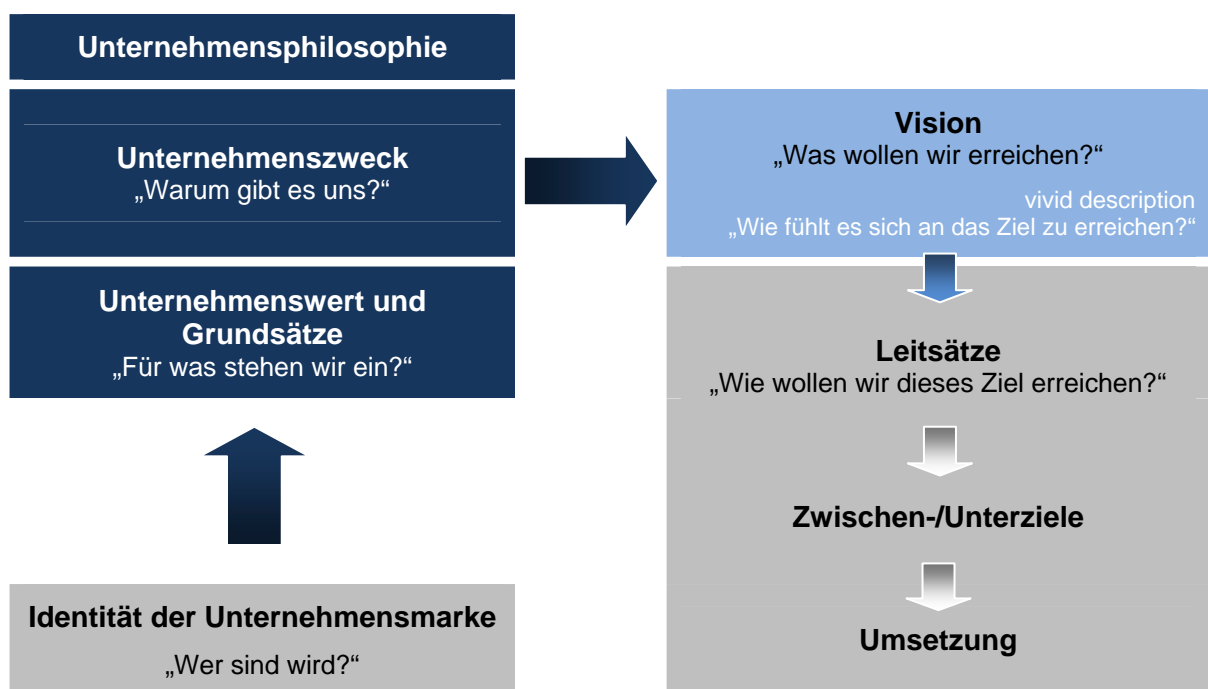 Unternehmensphilosophie
Unternehmenszweck
„Warum gibt es uns?“
Unternehmenswert und
Grundsätze
„Für was stehen wir ein?“
Identität der Unternehmensmarke
„Wer sind wird?“
Vision
„Was wollen wir erreichen?“
vivid description
„Wie fühlt es sich an das Ziel zu erreichen?“
Leitsätze
„Wie wollen wir dieses Ziel erreichen?“
Zwischen-/Unterziele
Umsetzung